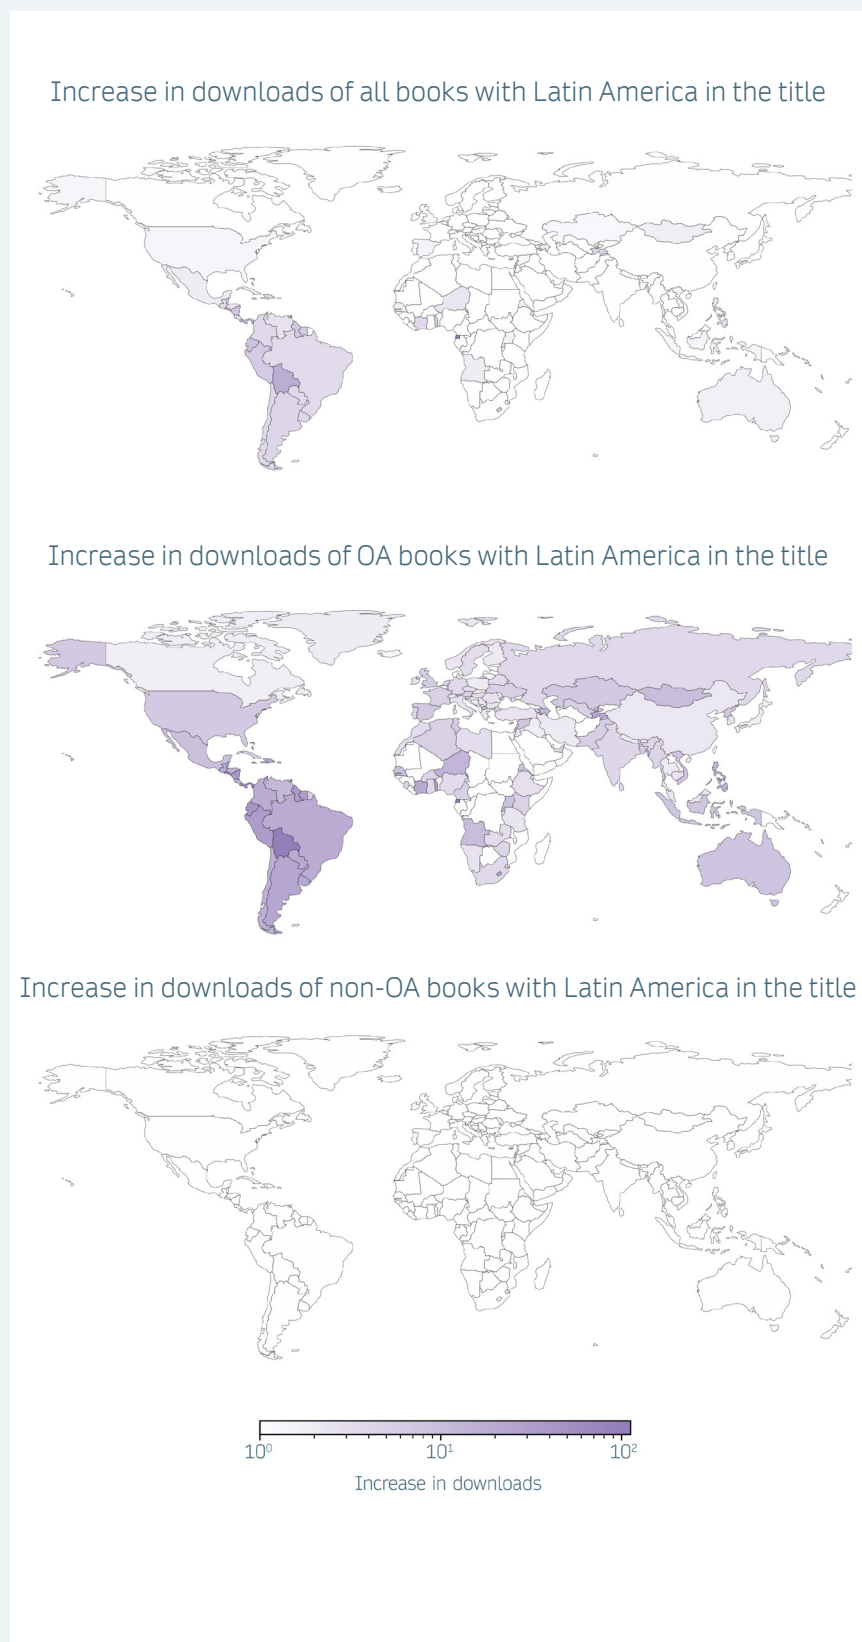 Increase in downloads of all books with Latin America in the title
Increase in downloads of OA books with Latin America in the title
Increase in downloads of non-OA books with Latin America in the title
10⁰ 10¹ 10²
Increase in downloads